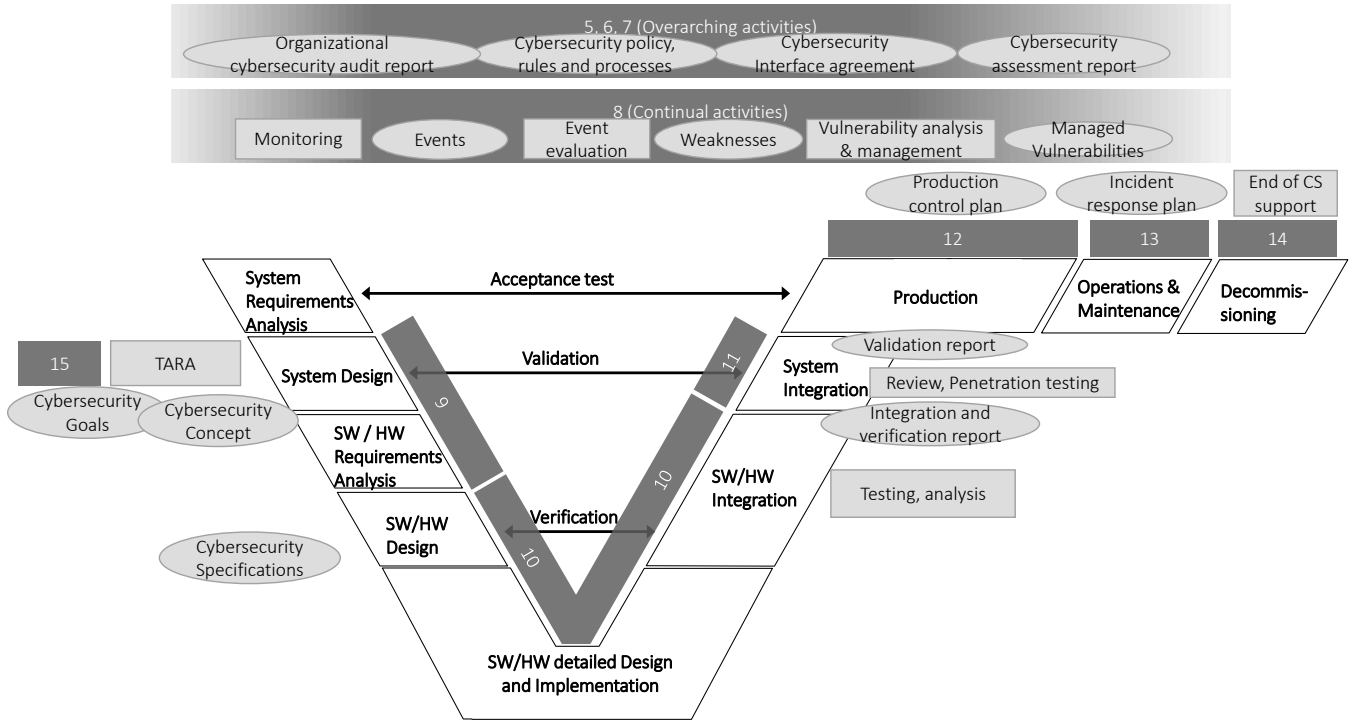 5, 6, 7 (Overarching activities)
Organizational
cybersecurity audit report
Cybersecurity policy,
rules and processes
Cybersecurity
Interface agreement
Cybersecurity
assessment report
8 (Continual activities)
Monitoring
Events
Event
evaluation
Weaknesses
Vulnerability analysis
& management
Managed
Vulnerabilities
Production
control plan
Incident
response plan
End of CS
support
12
13
14
System
Requirements
Analysis
Acceptance test
Production
Operations &
Maintenance
Decommis-
sioning
15
TARA
Cybersecurity
Goals
Cybersecurity
Concept
System Design
Validation
9
11
System
Integration
Validation report
Review, Penetration testing
Integration and
verification report
SW / HW
Requirements
Analysis
10
SW/HW
Integration
Testing, analysis
SW/HW
Design
Verification
10
Cybersecurity
Specifications
SW/HW detailed Design
and Implementation